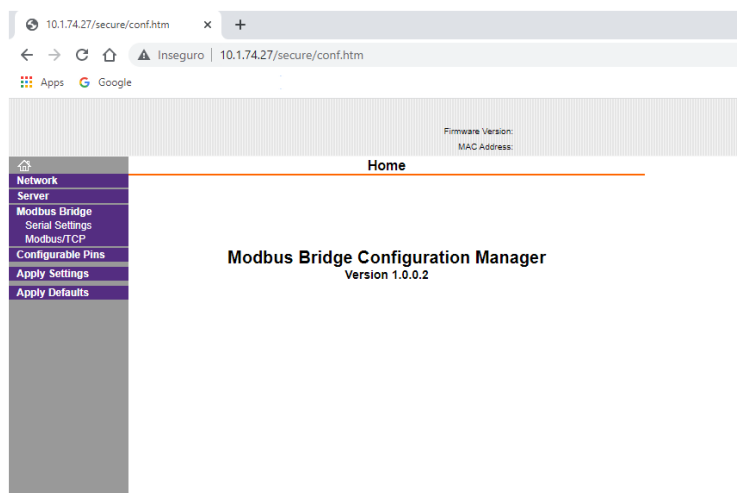 10.1.74.27/secure/conf.htm
Inseguro | 10.1.74.27/secure/conf.htm
Apps Google
Firmware Version:
MAC Address:
Home
Network
Server
Modbus Bridge
Serial Settings
Modbus/TCP
Configurable Pins
Apply Settings
Apply Defaults
Modbus Bridge Configuration Manager
Version 1.0.0.2